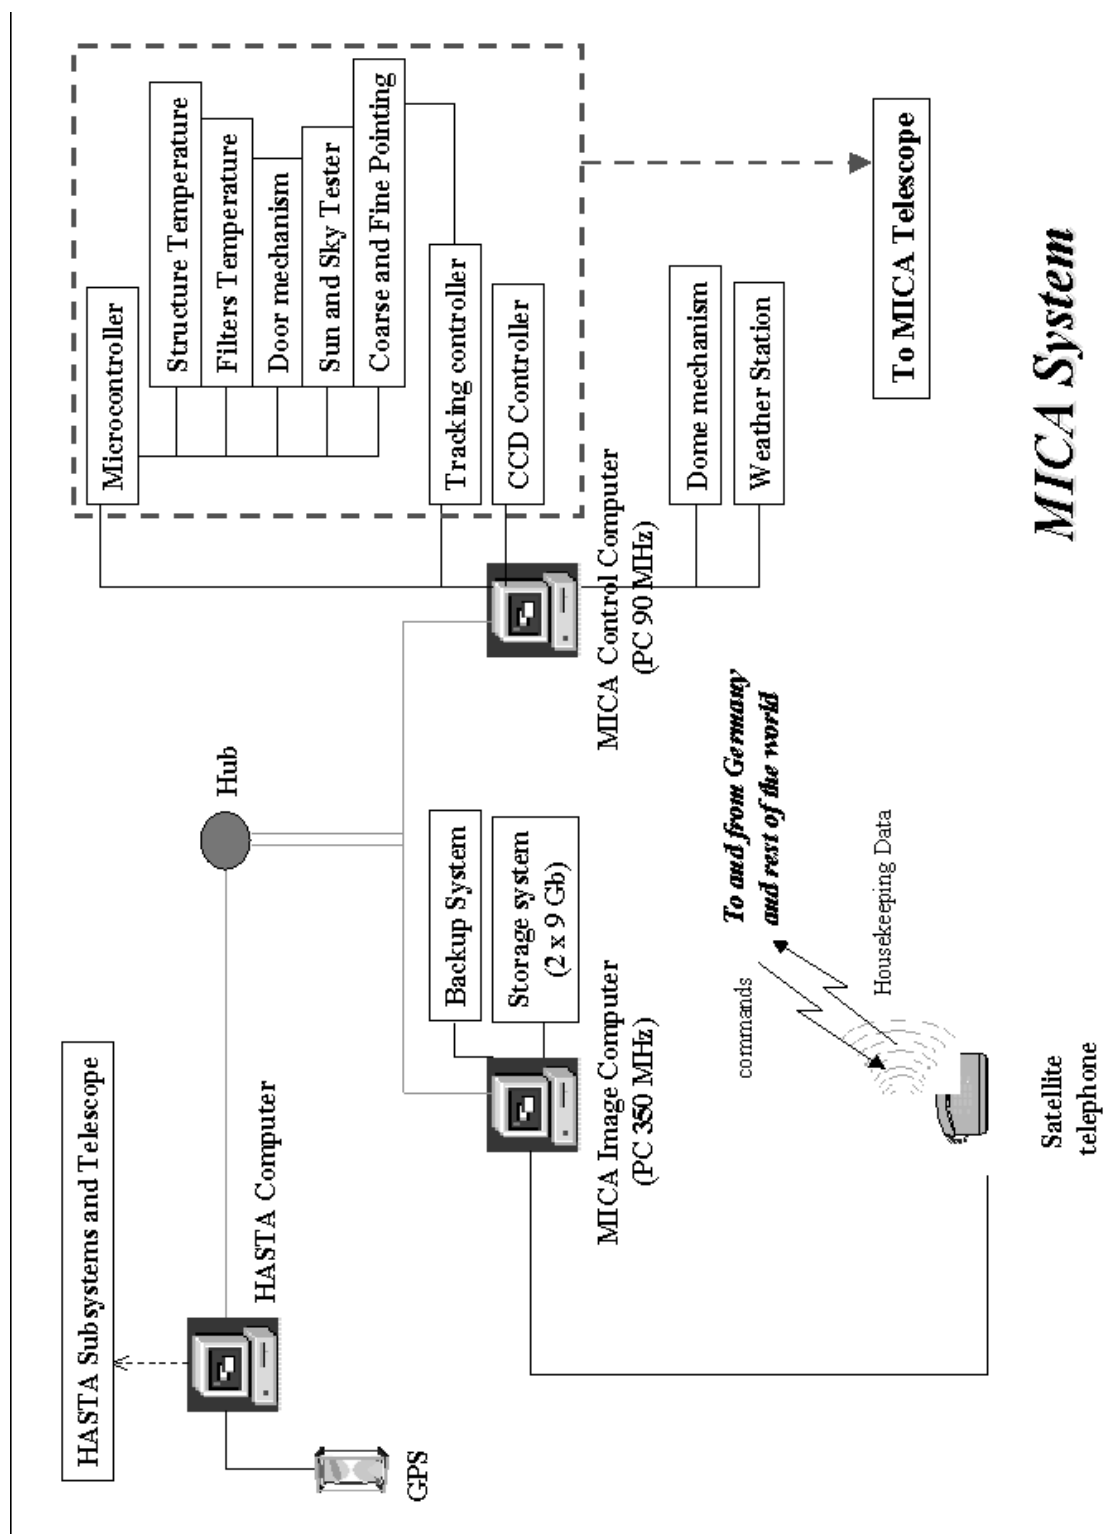 HASTA Subsystems and Telescope
HASTA Computer
GPS
Hub
Backup System
Storage system
(2 x 9 Gb)
MICA Image Computer
(PC 350 MHz)
Microcontroller
Structure Temperature
Filters Temperature
Door mechanism
Sun and Sky Tester
Coarse and Fine Pointing
Tracking controller
CCD Controller
MICA Control Computer
(PC 90 MHz)
Dome mechanism
Weather Station
To MICA Telescope
To and from Germany
and rest of the world
commands
Housekeeping Data
Satellite
telephone
MICA System